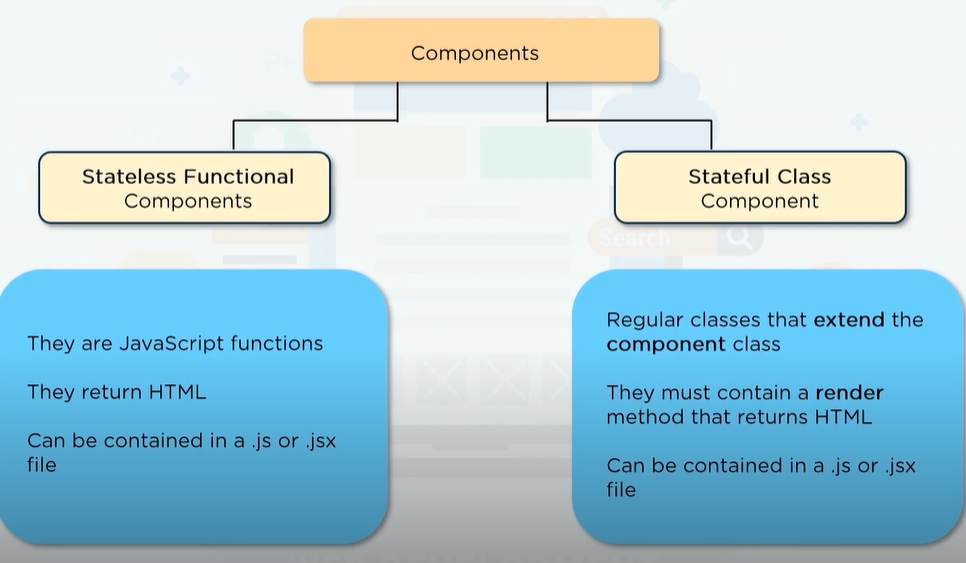 Components
Stateless Functional
Components
Stateful Class
Component
Search
They are JavaScript functions
They return HTML
Can be contained in a .js or .jsx
file
Regular classes that extend the
component class
They must contain a render
method that returns HTML
Can be contained in a .js or .jsx
file